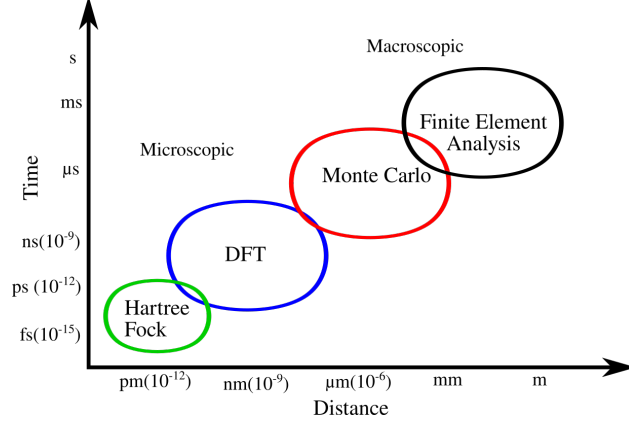 Macroscopic
s
ms
Finite Element
Analysis
Microscopic
Monte Carlo
µs
Time
ns(10⁻⁹)
DFT
ps (10⁻¹²)
Hartree
Fock
fs(10⁻¹⁵)
pm(10⁻¹²)
nm(10⁻⁹)
µm(10⁻⁶)
mm
m
Distance